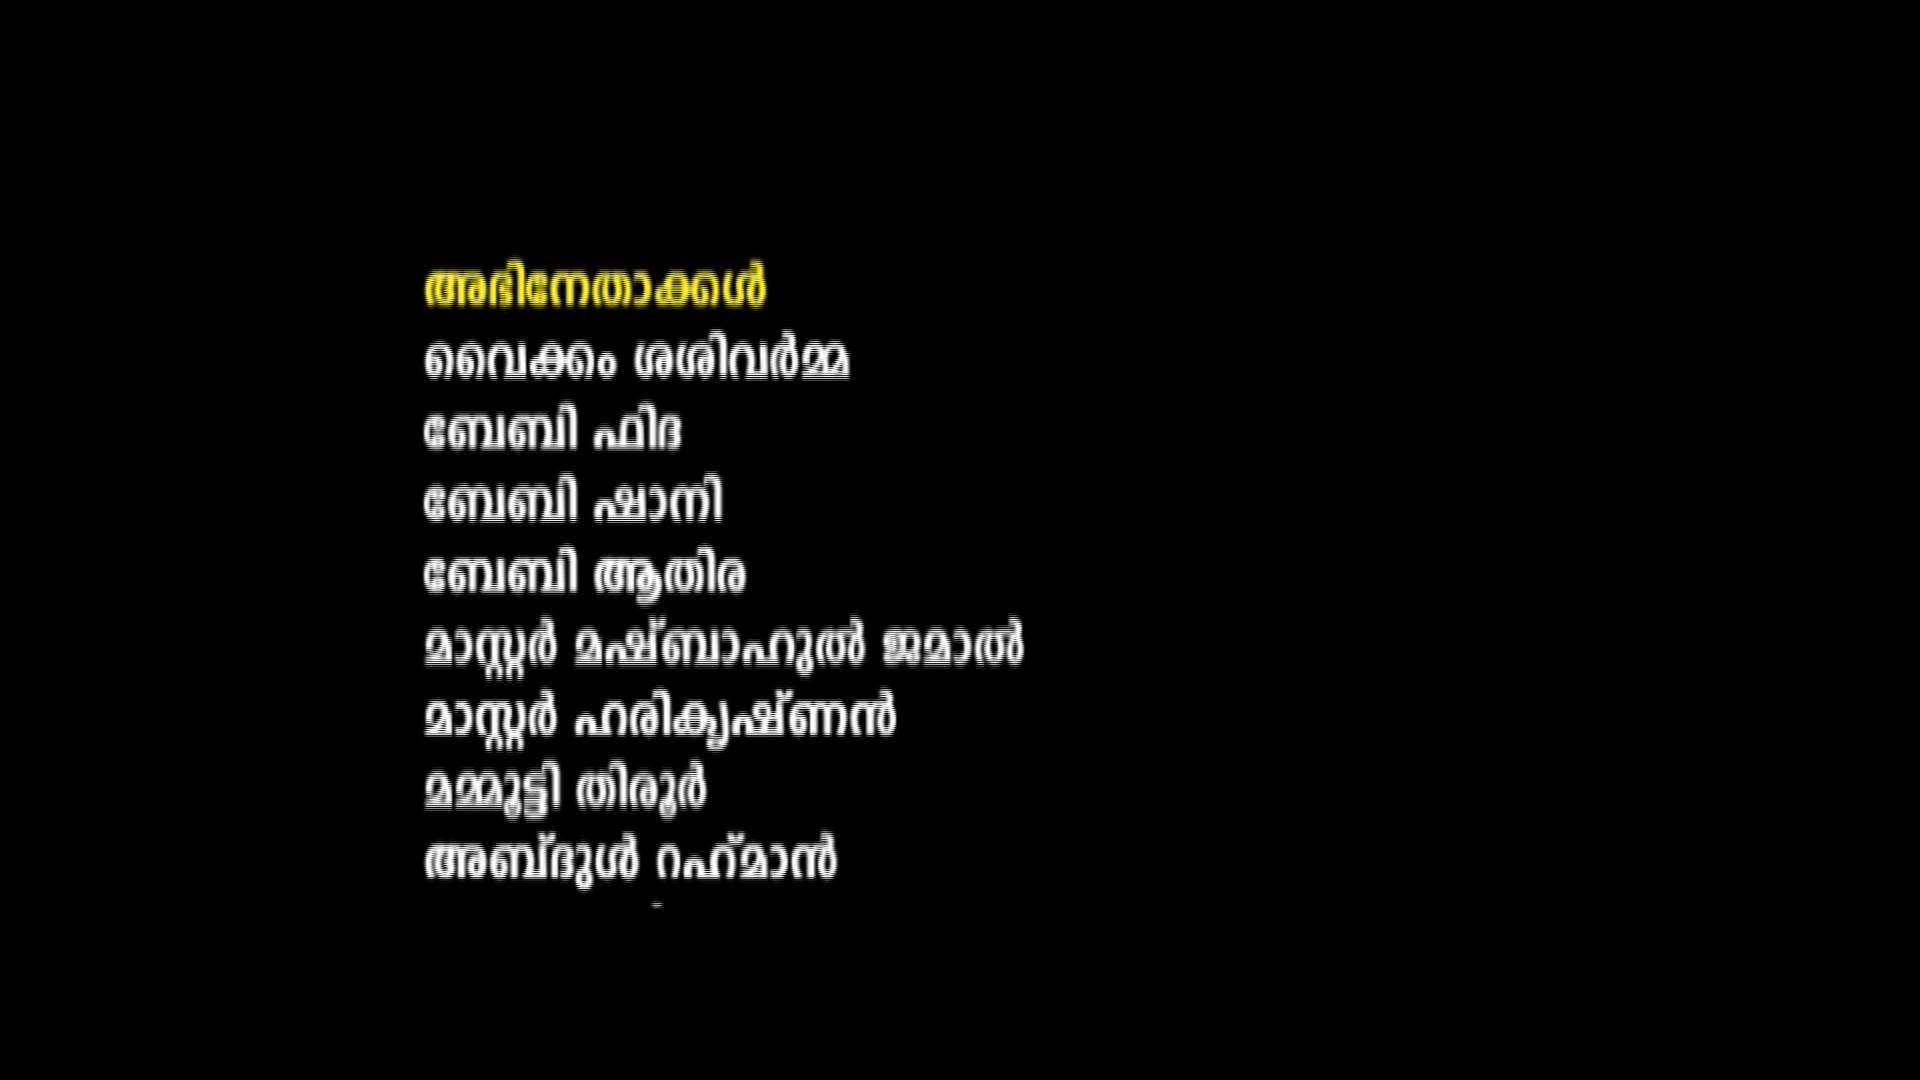 അഭിനേതാക്കൾ
വൈക്കം ശശിവർമ്മ
ബേബി ഫിദ
ബേബി ഷാനി
ബേബി ആതിര
മാസ്റ്റർ മഷ്ബാഹുൽ ജമാൽ
മാസ്റ്റർ ഹരികൃഷ്ണൻ
മമ്മൂട്ടി തിരൂർ
അബ്ദുൾ റഹ്‌മാൻ